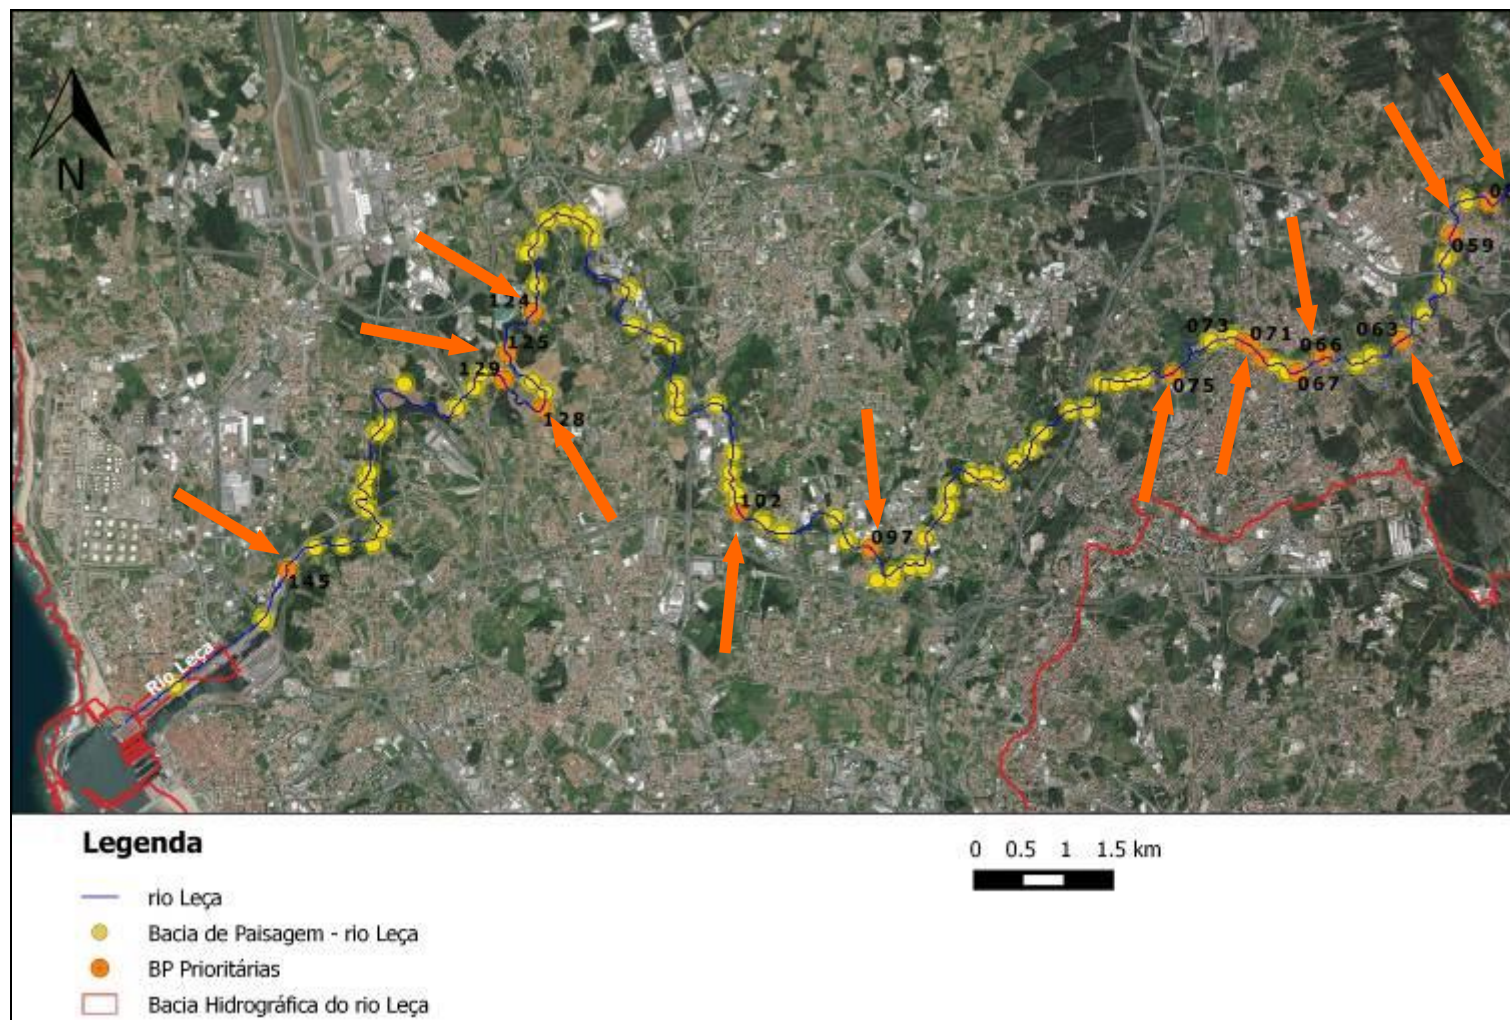 N
059
124
073
071
066
063
125
129
067
075
128
102
097
145
Rio Leça
Legenda
rio Leça
Bacia de Paisagem - rio Leça
BP Prioritárias
Bacia Hidrográfica do rio Leça
0 0.5 1 1.5 km